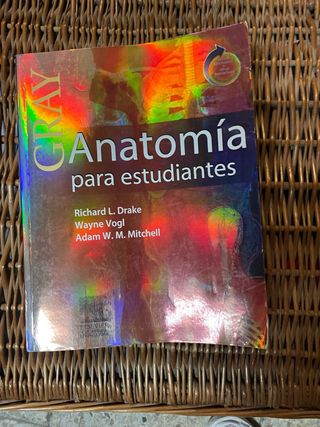 GRAY
Anatomía
para estudiantes
Richard L. Drake
Wayne Vogl
Adam W. M. Mitchell